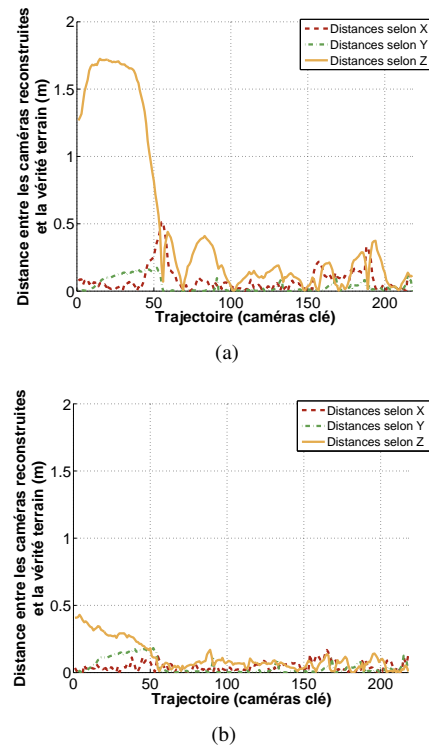 2
Distances selon X
Distances selon Y
Distances selon Z
1.5
1
0.5
0
Distance entre les caméras reconstruites
et la vérité terrain (m)
0 50 100 150 200
Trajectoire (caméras clé)
(a)
2
Distances selon X
Distances selon Y
Distances selon Z
1.5
1
0.5
0
Distance entre les caméras reconstruites
et la vérité terrain (m)
0 50 100 150 200
Trajectoire (caméras clé)
(b)